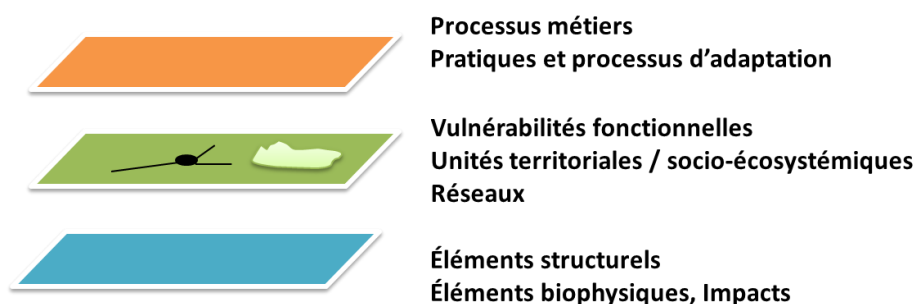 Processus métiers
Pratiques et processus d’adaptation
Vulnérabilités fonctionnelles
Unités territoriales / socio-écosystémiques
Réseaux
Éléments structurels
Éléments biophysiques, Impacts